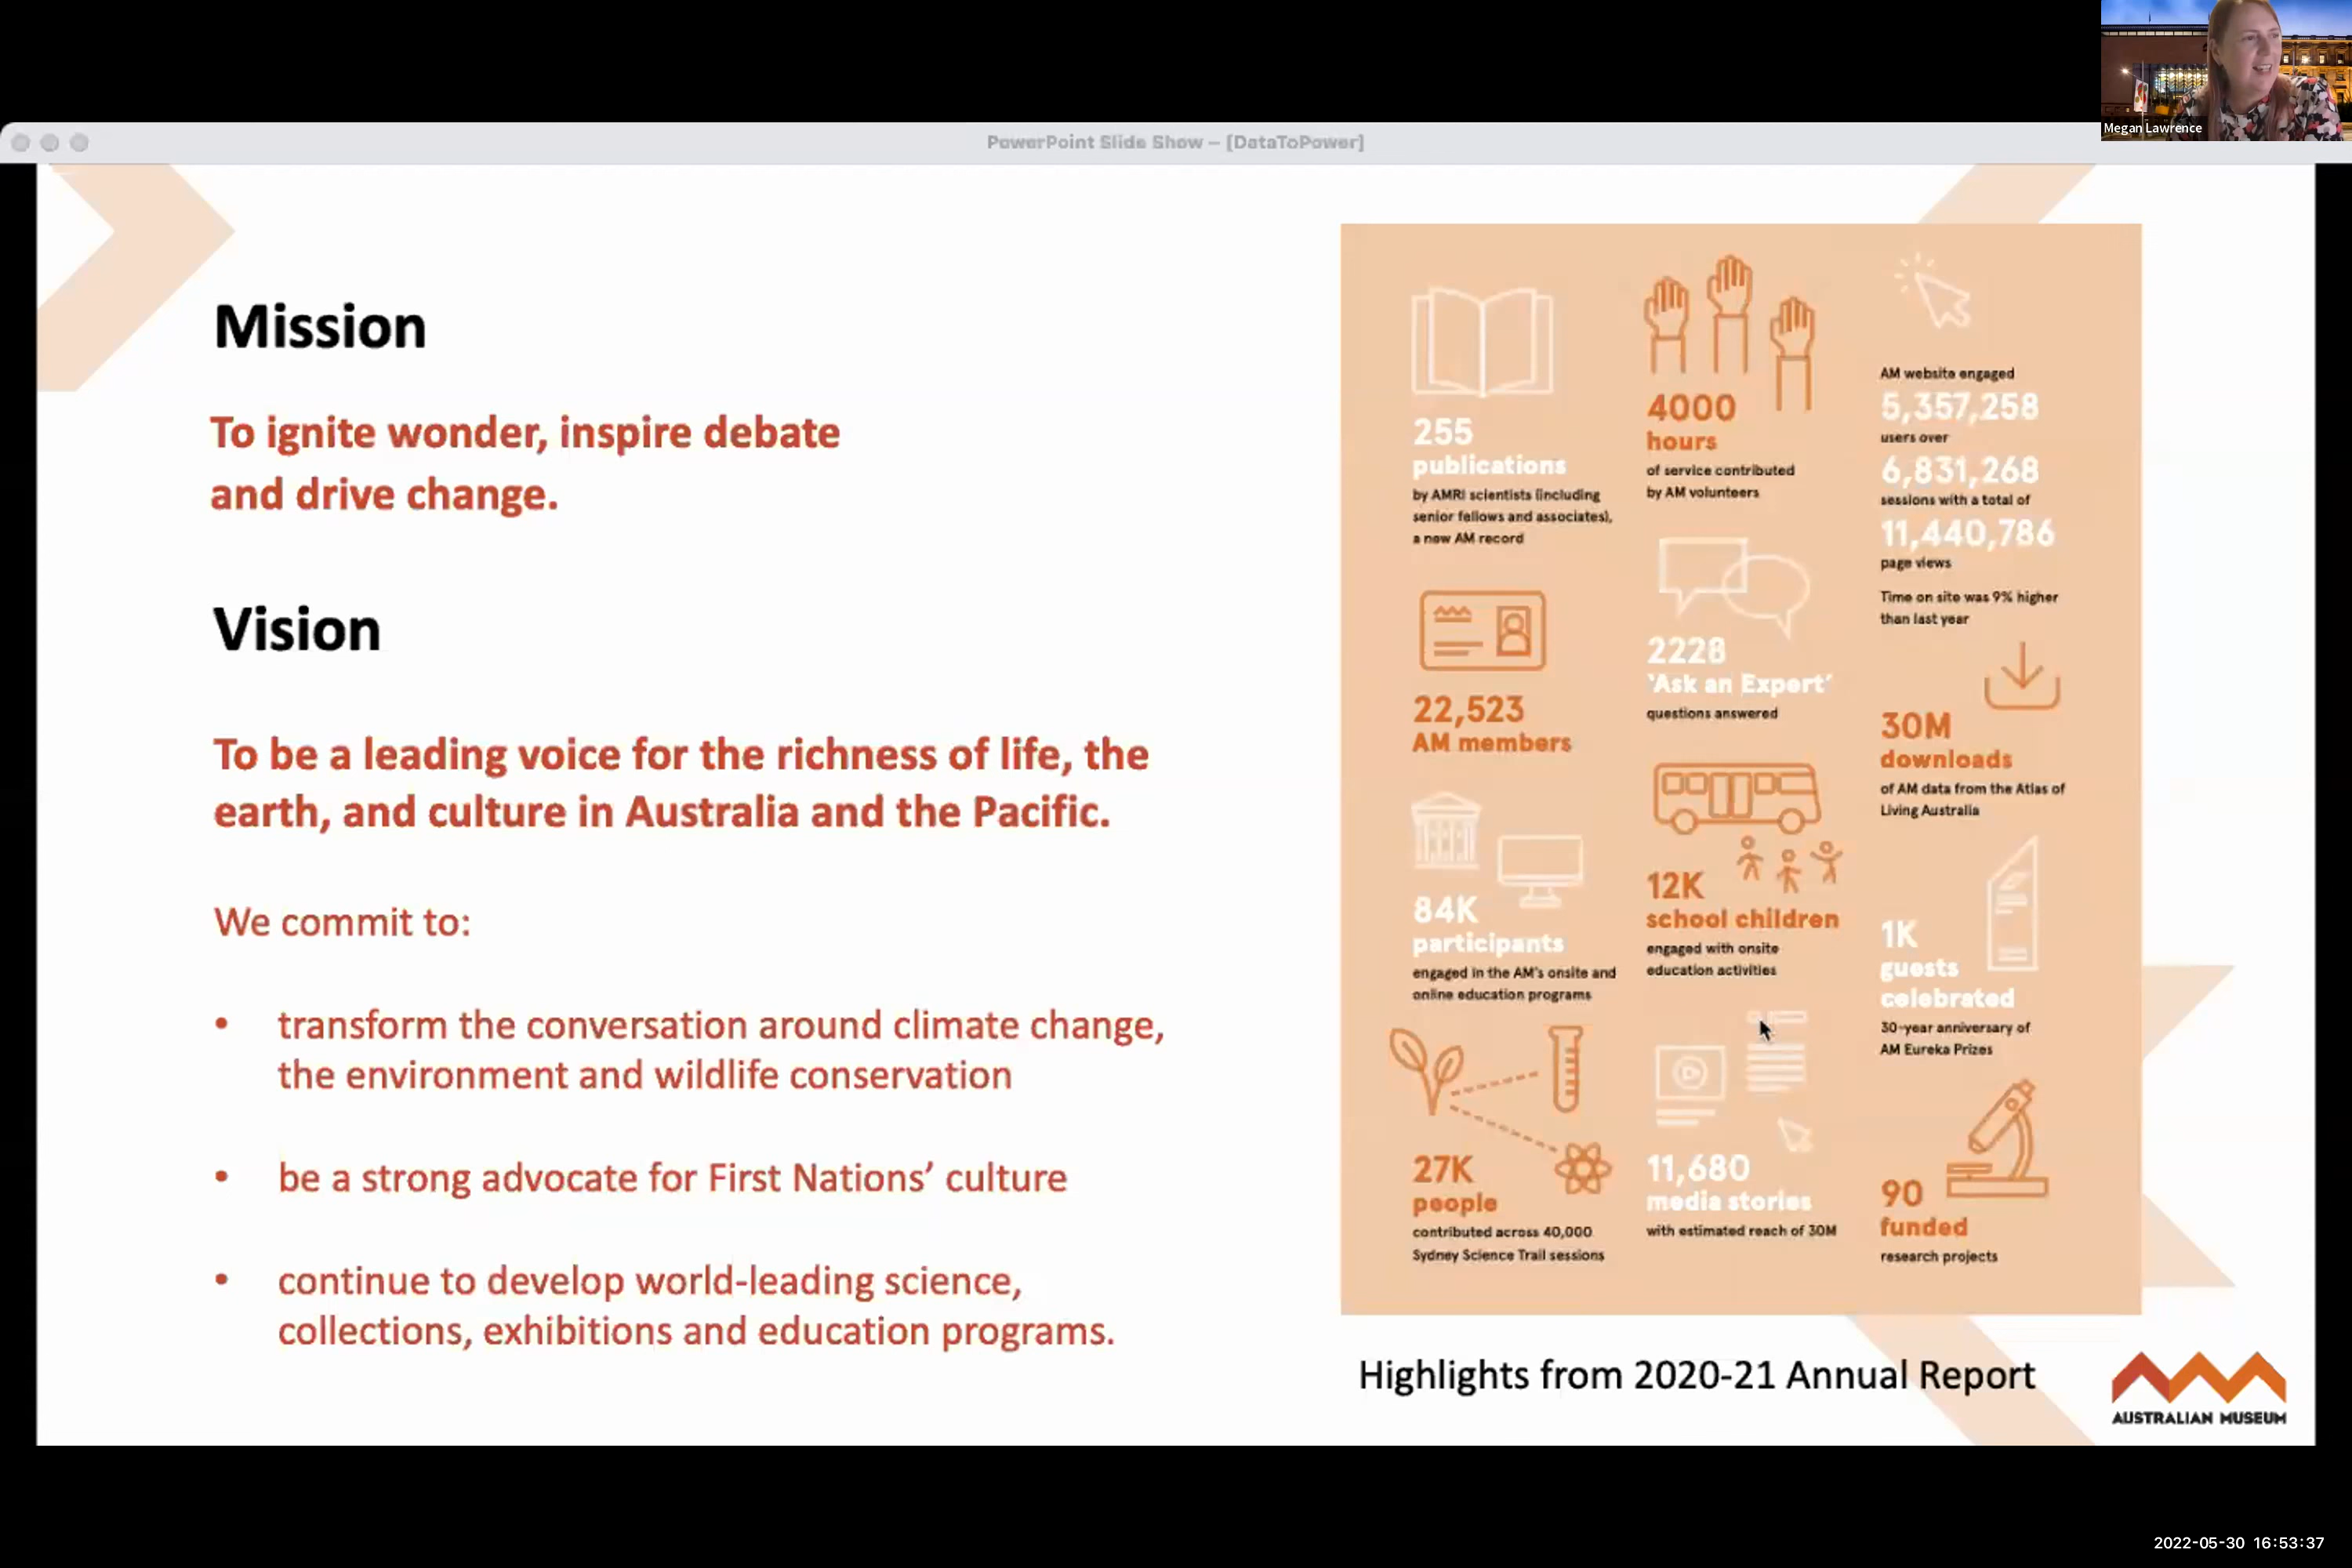 Megan Lawrence
PowerPoint Slide Show – [DataToPower]
Mission
To ignite wonder, inspire debate
and drive change.
Vision
To be a leading voice for the richness of life, the
earth, and culture in Australia and the Pacific.
We commit to:
• transform the conversation around climate change,
the environment and wildlife conservation
• be a strong advocate for First Nations’ culture
• continue to develop world-leading science,
collections, exhibitions and education programs.
255
publications
by AMRI scientists (including
senior fellows and associates),
a new AM record
22,523
AM members
84K
participants
engaged in the AM's onsite and
online education programs
27K
people
contributed across 40,000
Sydney Science Trail sessions
4000
hours
of service contributed
by AM volunteers
2228
‘Ask an Expert’
questions answered
12K
school children
engaged with onsite
education activities
11,680
media stories
with estimated reach of 30M
AM website engaged
5,357,258
users over
6,831,268
sessions with a total of
11,440,786
page views
Time on site was 9% higher
than last year
30M
downloads
of AM data from the Atlas of
Living Australia
1K
guests
celebrated
30-year anniversary of
AM Eureka Prizes
90
funded
research projects
Highlights from 2020-21 Annual Report
AUSTRALIAN MUSEUM
2022-05-30 16:53:37